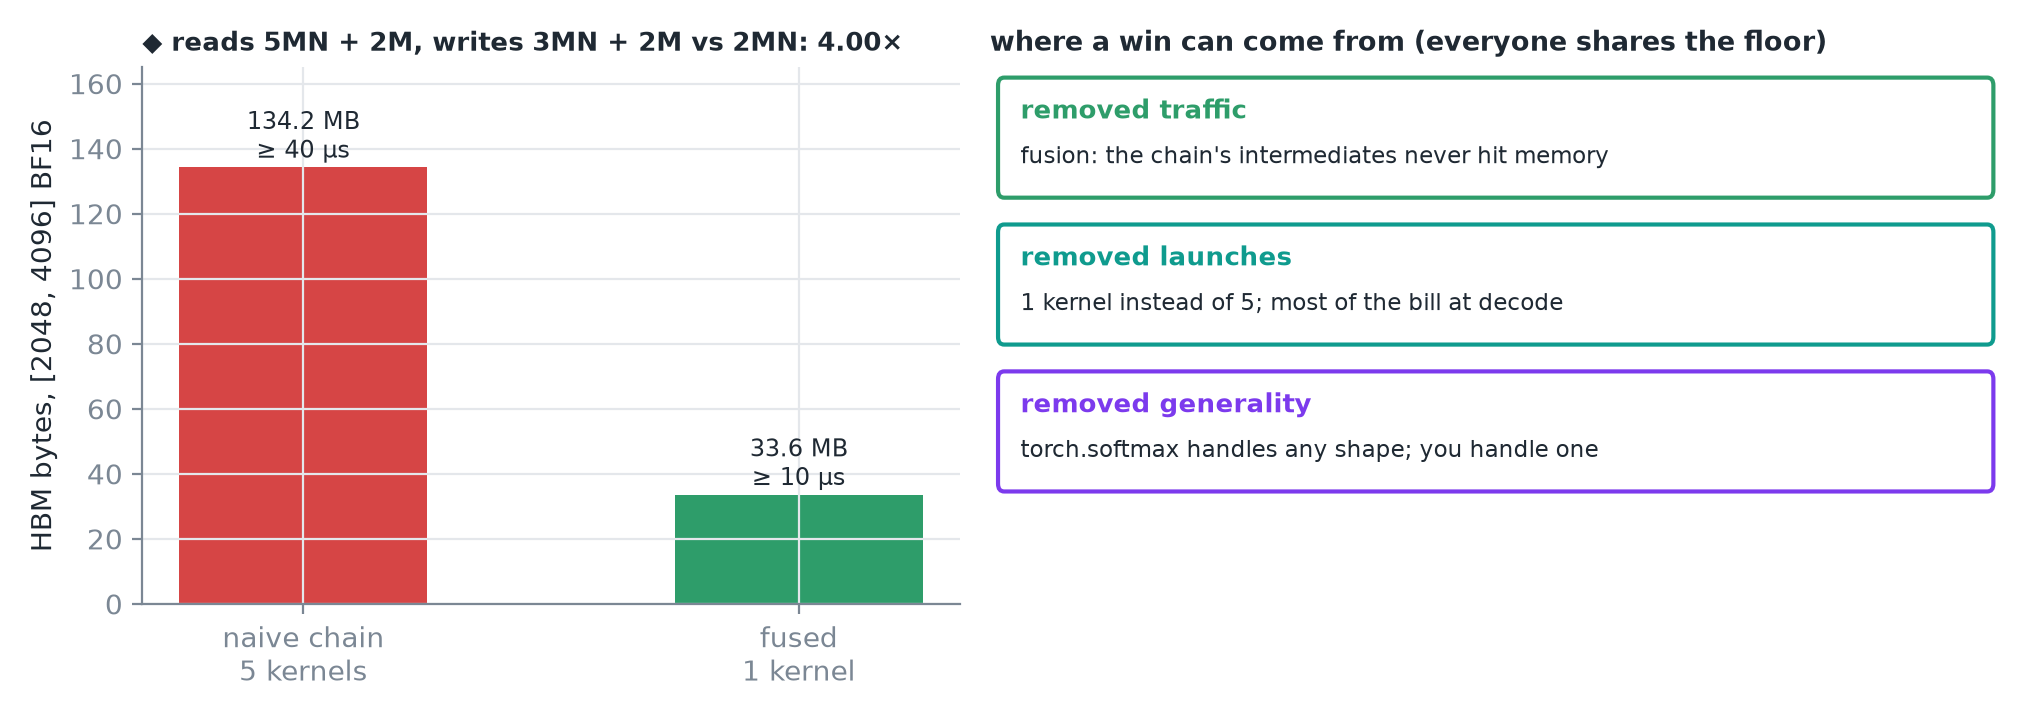 ◆ reads 5MN + 2M, writes 3MN + 2M vs 2MN: 4.00×
HBM bytes, [2048, 4096] BF16
160
140
120
100
80
60
40
20
0
134.2 MB
≥ 40 µs
33.6 MB
≥ 10 µs
naive chain
5 kernels
fused
1 kernel
where a win can come from (everyone shares the floor)
removed traffic
fusion: the chain's intermediates never hit memory
removed launches
1 kernel instead of 5; most of the bill at decode
removed generality
torch.softmax handles any shape; you handle one